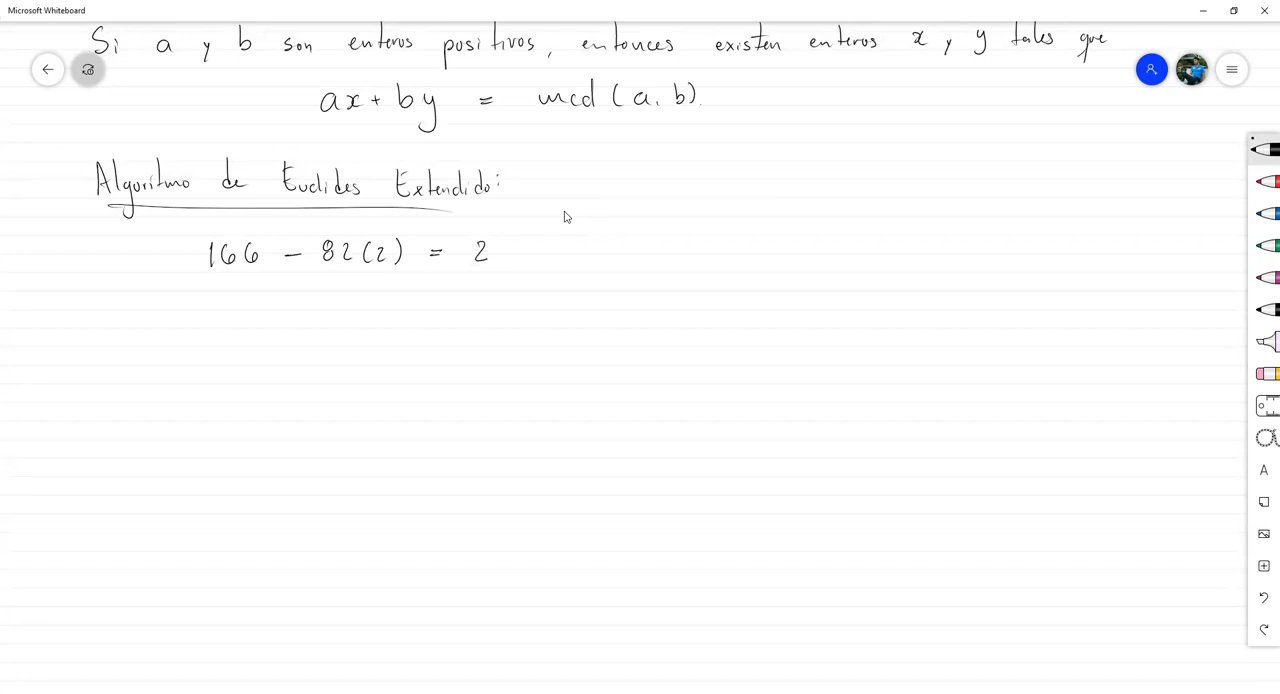 Microsoft Whiteboard
Si a y b son enteros positivos, entonces existen enteros x y y tales que
ax + by = mcd (a, b).
Algoritmo de Euclides Extendido:
166 - 82(2) = 2
A